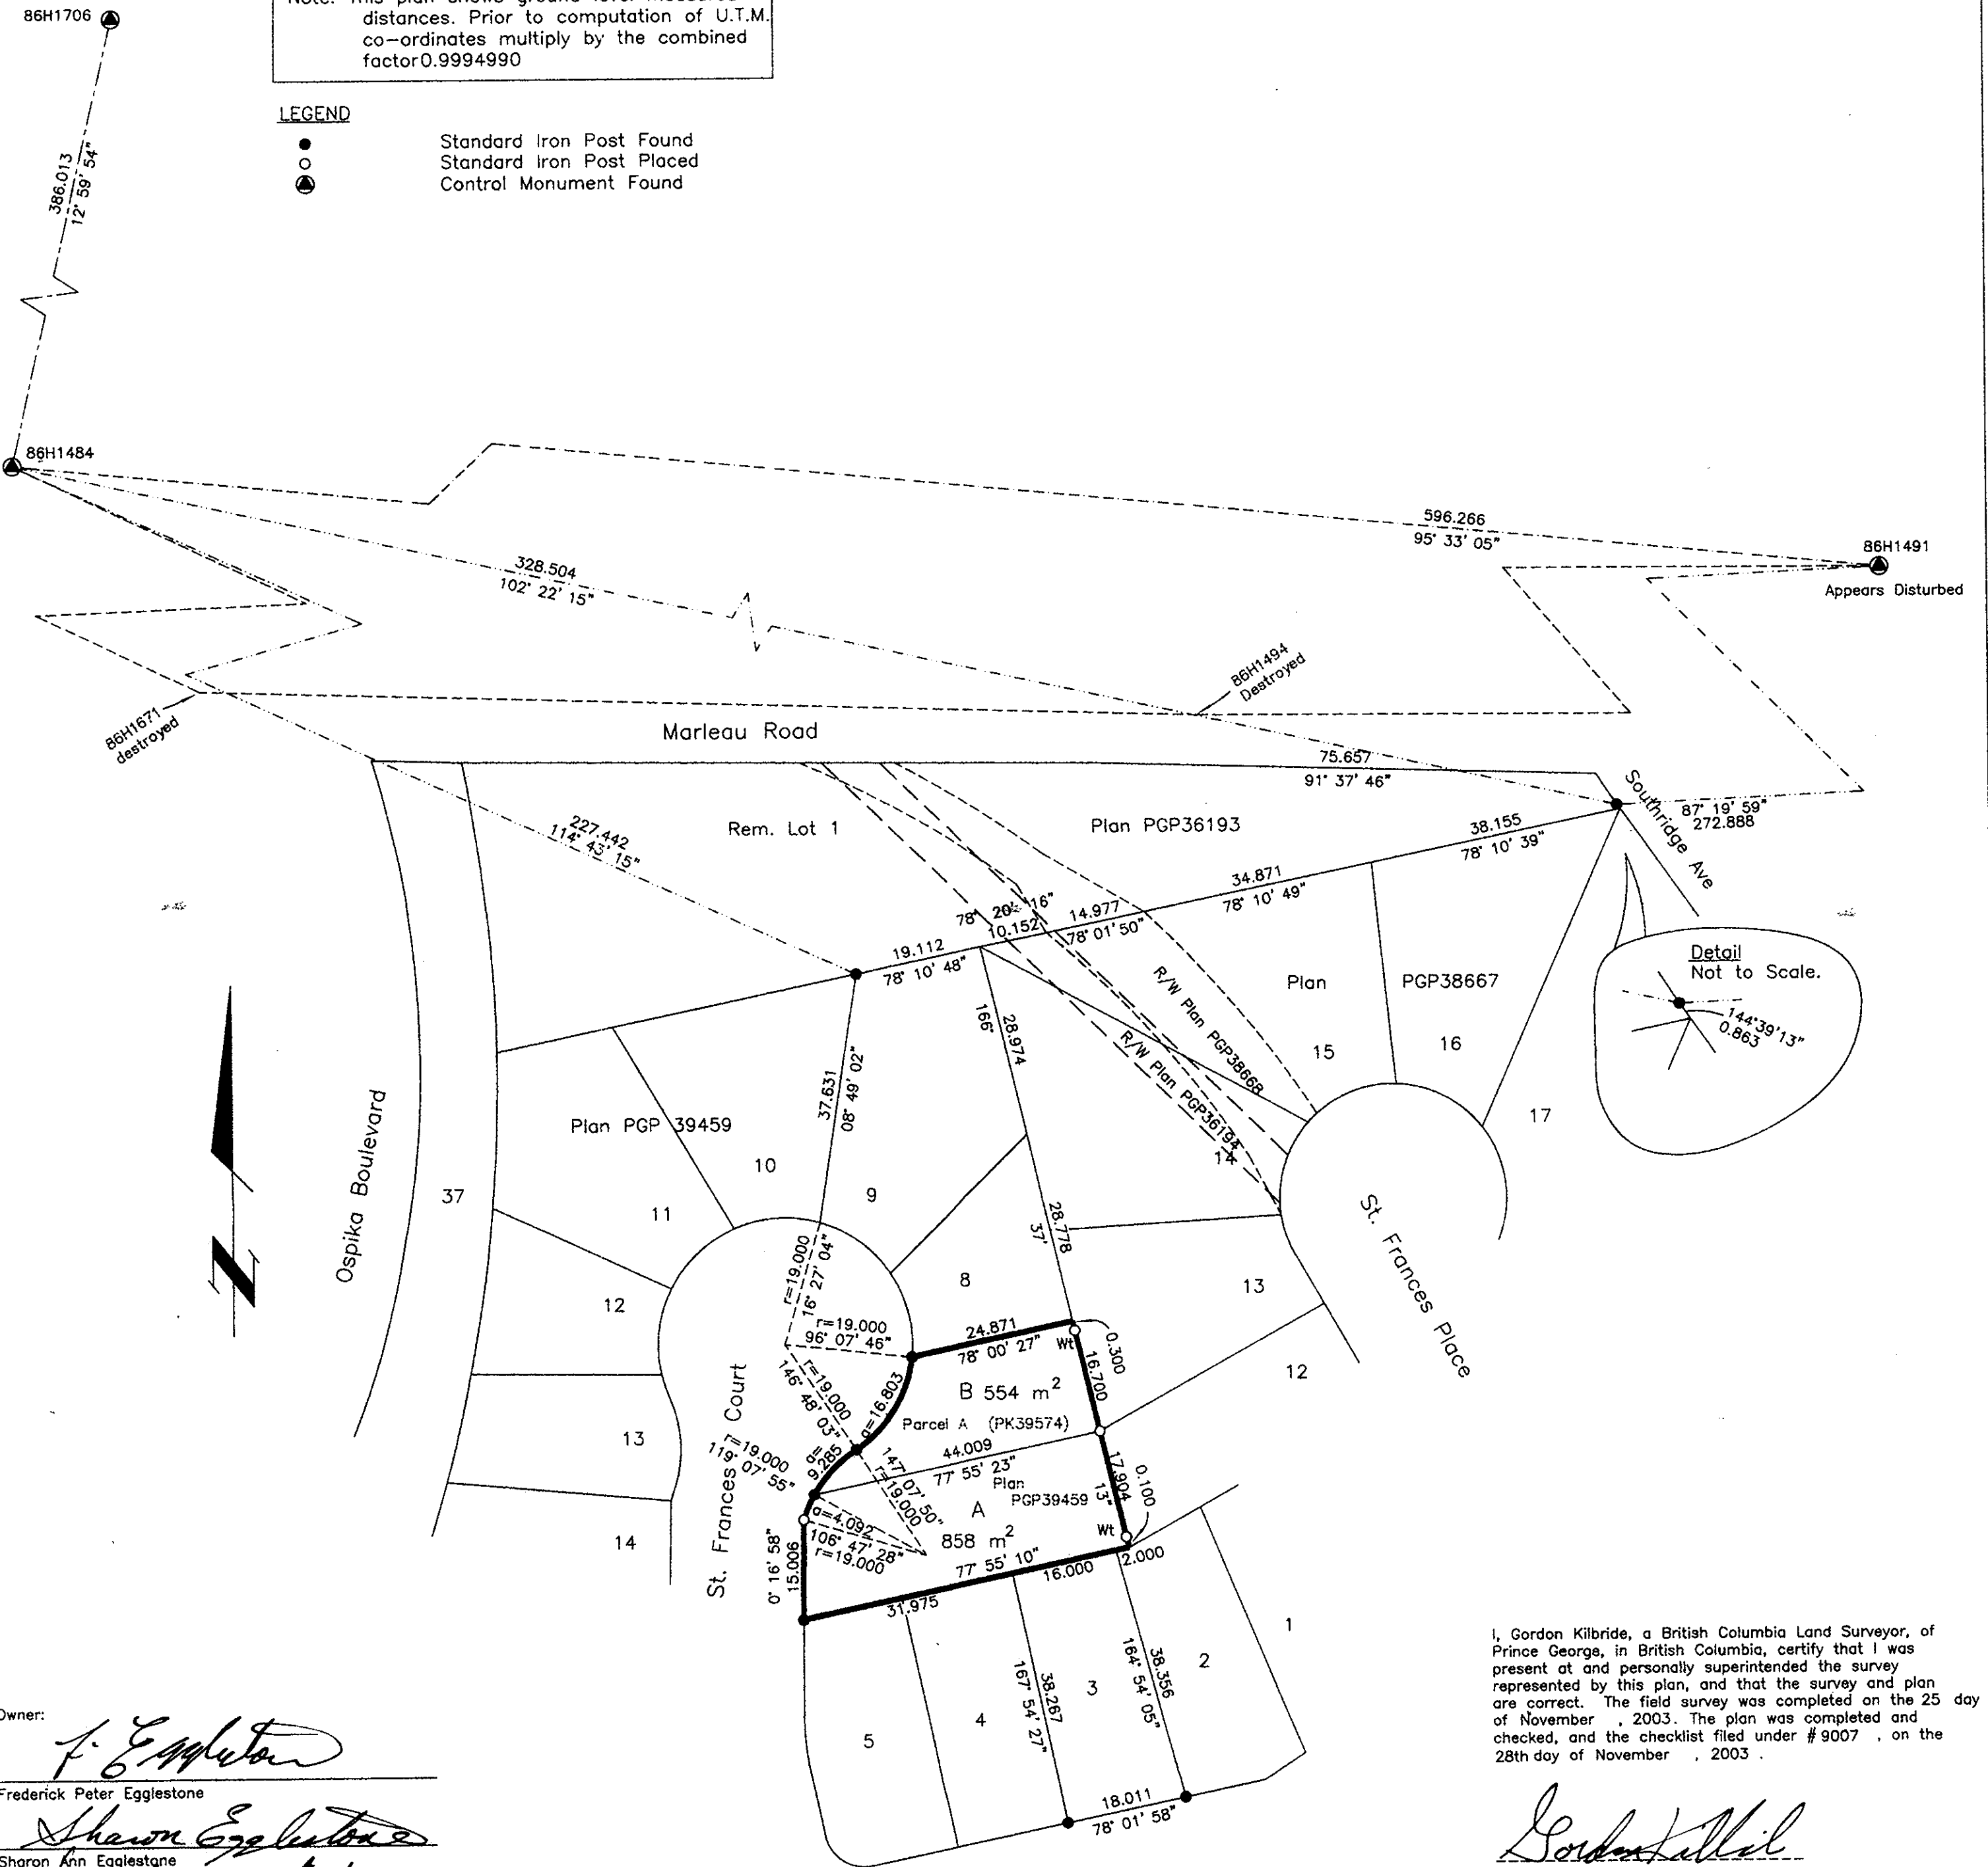 86H1706
distances. Prior to computation of U.T.M.
co-ordinates multiply by the combined
factor0.9994990
LEGEND
Standard Iron Post Found
Standard Iron Post Placed
Control Monument Found
386.013
12° 59' 54"
86H1484
596.266
95° 33' 05"
86H1491
Appears Disturbed
328.504
102° 22' 15"
86H1494
Destroyed
86H1671
destroyed
Marleau Road
75.657
91° 37' 46"
Southridge Ave
87° 19' 59"
272.888
Rem. Lot 1
Plan PGP36193
227.442
114° 43' 15"
38.155
78° 10' 39"
34.871
78° 10' 49"
78° 20' 16"
10.152
14.977
78° 01' 50"
19.112
78° 10' 48"
Detail
Not to Scale.
144°39'13"
0.863
R/W Plan PGP38668
R/W Plan PGP36194
Plan
PGP38667
15
16
17
14
28.974
166°
37.631
08° 49' 02"
Ospika Boulevard
37
Plan PGP 39459
10
9
11
28.778
37'
St. Frances Place
12
8
13
r=19.000
16° 27' 04"
r=19.000
96° 07' 46"
24.871
78° 00' 27"
Wt
0.300
16.700
12
r=19.000
146° 48' 03"
a=16.803
B 554 m²
Parcel A (PK39574)
44.009
77° 55' 23"
13
St. Frances Court
r=19.000
119° 07' 55"
a=
9.285
147° 07' 50"
r=19.000
Plan
PGP39459
A
858 m²
17.904
13"
0.100
Wt
14
a=4.092
106° 47' 28"
r=19.000
0° 16' 58"
15.006
77° 55' 10"
16.000
2.000
31.975
1
2
3
4
5
38.356
164° 54' 05"
38.267
167° 54' 27"
18.011
78° 01' 58"
I, Gordon Kilbride, a British Columbia Land Surveyor, of
Prince George, in British Columbia, certify that I was
present at and personally superintended the survey
represented by this plan, and that the survey and plan
are correct. The field survey was completed on the 25 day
of November , 2003. The plan was completed and
checked, and the checklist filed under #9007 , on the
28th day of November , 2003 .
Owner:
Frederick Peter Egglestone
Sharon Ann Egglestone